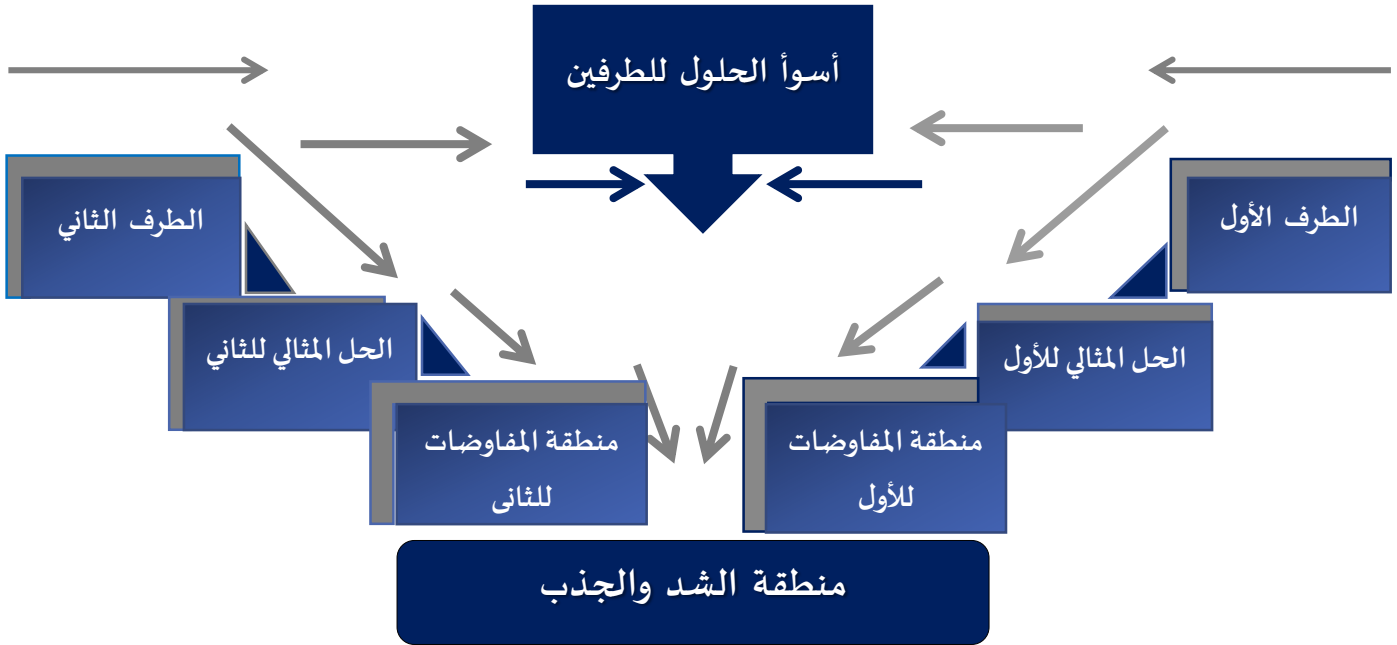 أسوأ الحلول للطرفين
الطرف الأول
الطرف الثاني
الحل المثالي للأول
الحل المثالي للثاني
منطقة المفاوضات
للأول
منطقة المفاوضات
للثانى
منطقة الشد والجذب